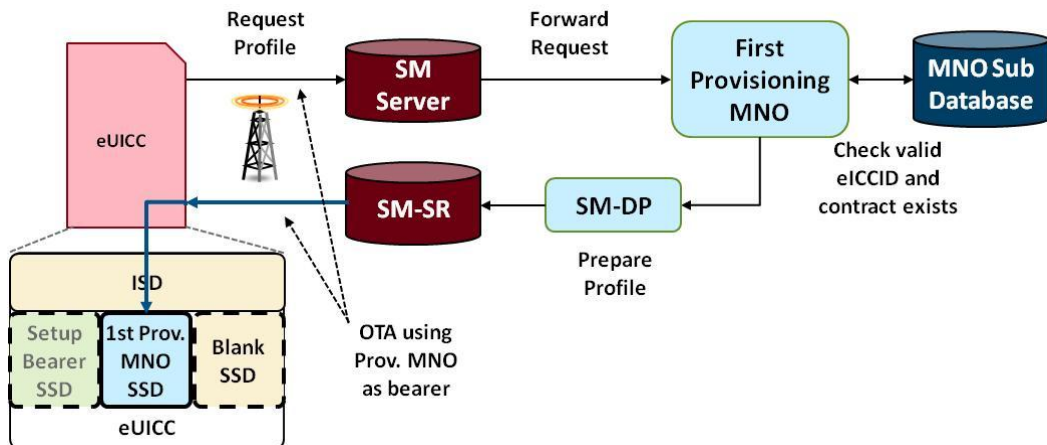 Request
Profile
Forward
Request
eUICC
SM
Server
First
Provisioning
MNO
MNO Sub
Database
Check valid
eICCID and
contract exists
SM-SR
SM-DP
Prepare
Profile
OTA using
Prov. MNO
as bearer
ISD
Setup
Bearer
SSD
1st Prov.
MNO
SSD
Blank
SSD
eUICC